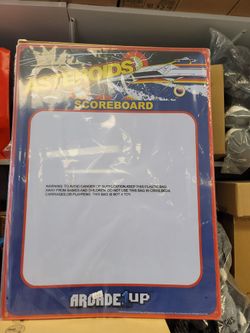 ASTEROIDS
SCOREBOARD
WARNING: TO AVOID DANGER OF SUFFOCATION, KEEP THIS PLASTIC BAG
AWAY FROM BABIES AND CHILDREN. DO NOT USE THIS BAG IN CRIBS, BEDS,
CARRIAGES OR PLAYPENS. THIS BAG IS NOT A TOY.
ARCADE1UP